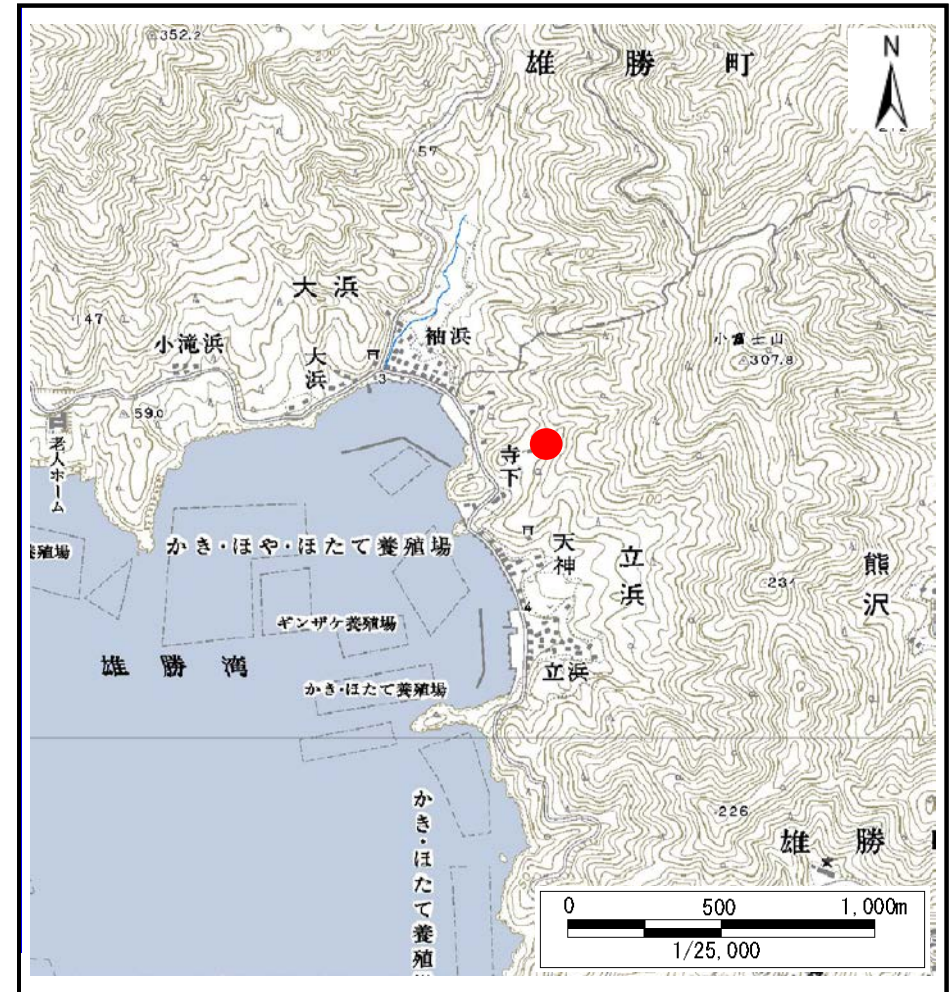 352.2
雄勝町
N
57
大浜
147
小滝浜
大浜
袖浜
小富士山
307.8
3
59.0
老人ホーム
寺下
かき・ほや・ほたて養殖場
養殖場
天神
立浜
熊沢
234
ギンザケ養殖場
4
雄勝湾
かき・ほたて養殖場
立浜
226
かき・ほたて養殖
雄勝
0 500 1,000m
1/25,000